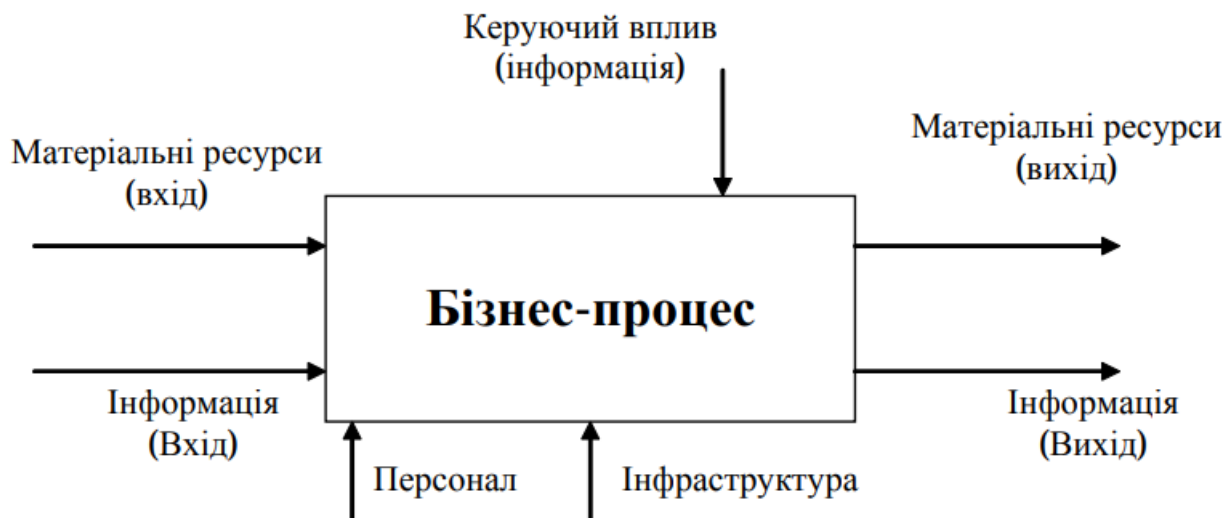 Керуючий вплив
(інформація)
Матеріальні ресурси
(вхід)
Матеріальні ресурси
(вихід)
Бізнес-процес
Інформація
(Вхід)
Інформація
(Вихід)
Персонал
Інфраструктура